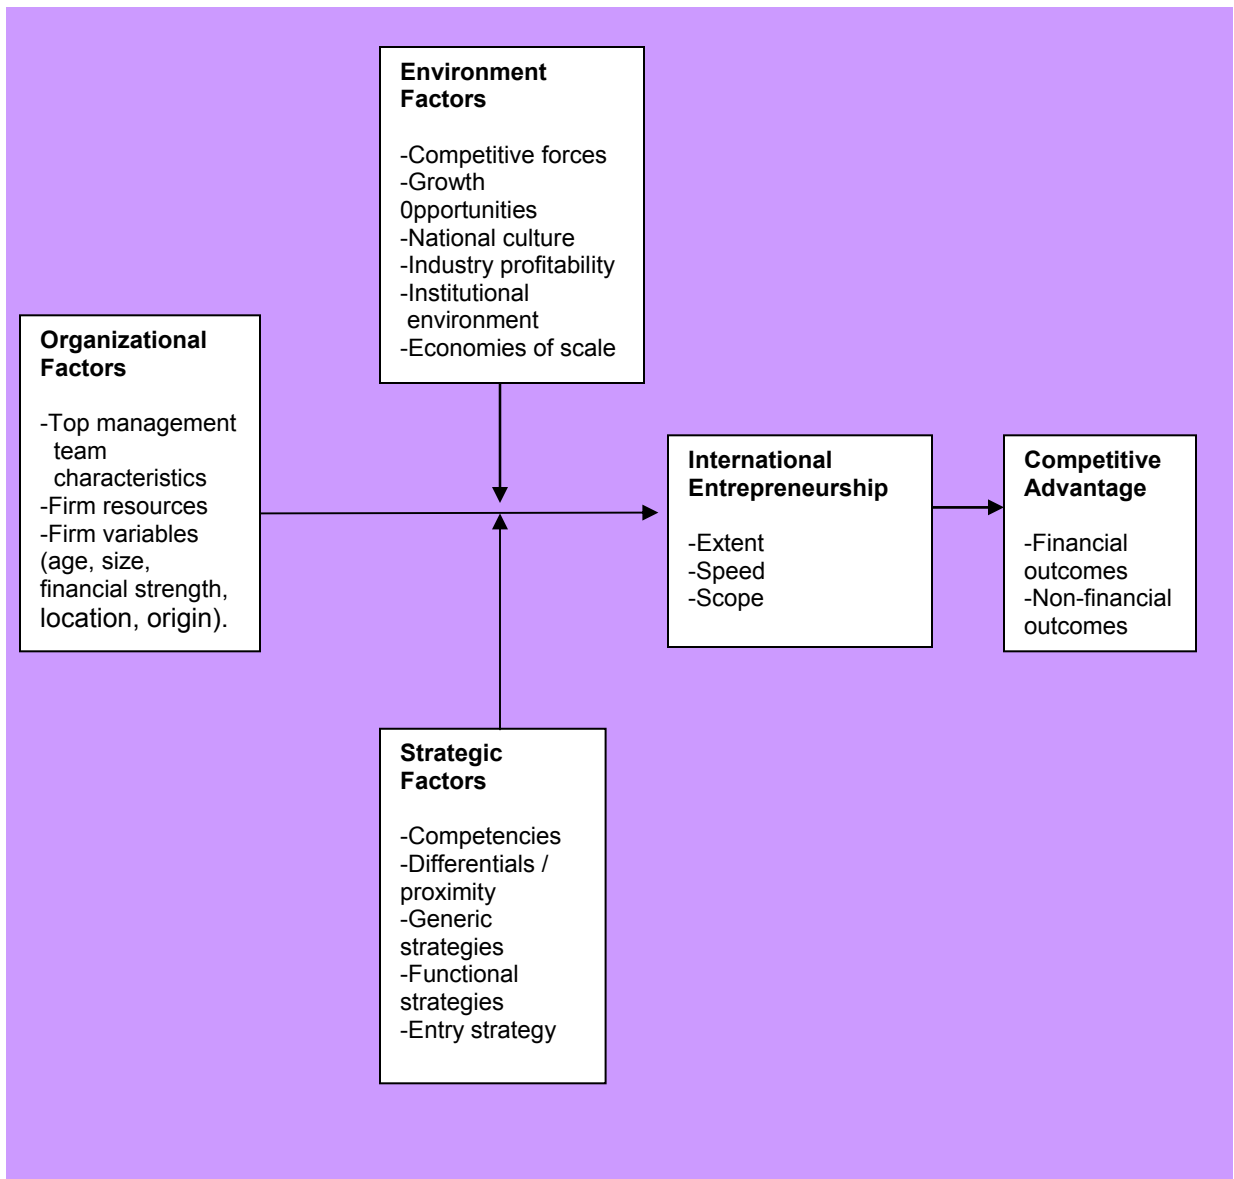 Environment
Factors
-Competitive forces
-Growth
0pportunities
-National culture
-Industry profitability
-Institutional
environment
-Economies of scale
Organizational
Factors
-Top management
team
characteristics
-Firm resources
-Firm variables
(age, size,
financial strength,
location, origin).
International
Entrepreneurship
-Extent
-Speed
-Scope
Competitive
Advantage
-Financial
outcomes
-Non-financial
outcomes
Strategic
Factors
-Competencies
-Differentials /
proximity
-Generic
strategies
-Functional
strategies
-Entry strategy